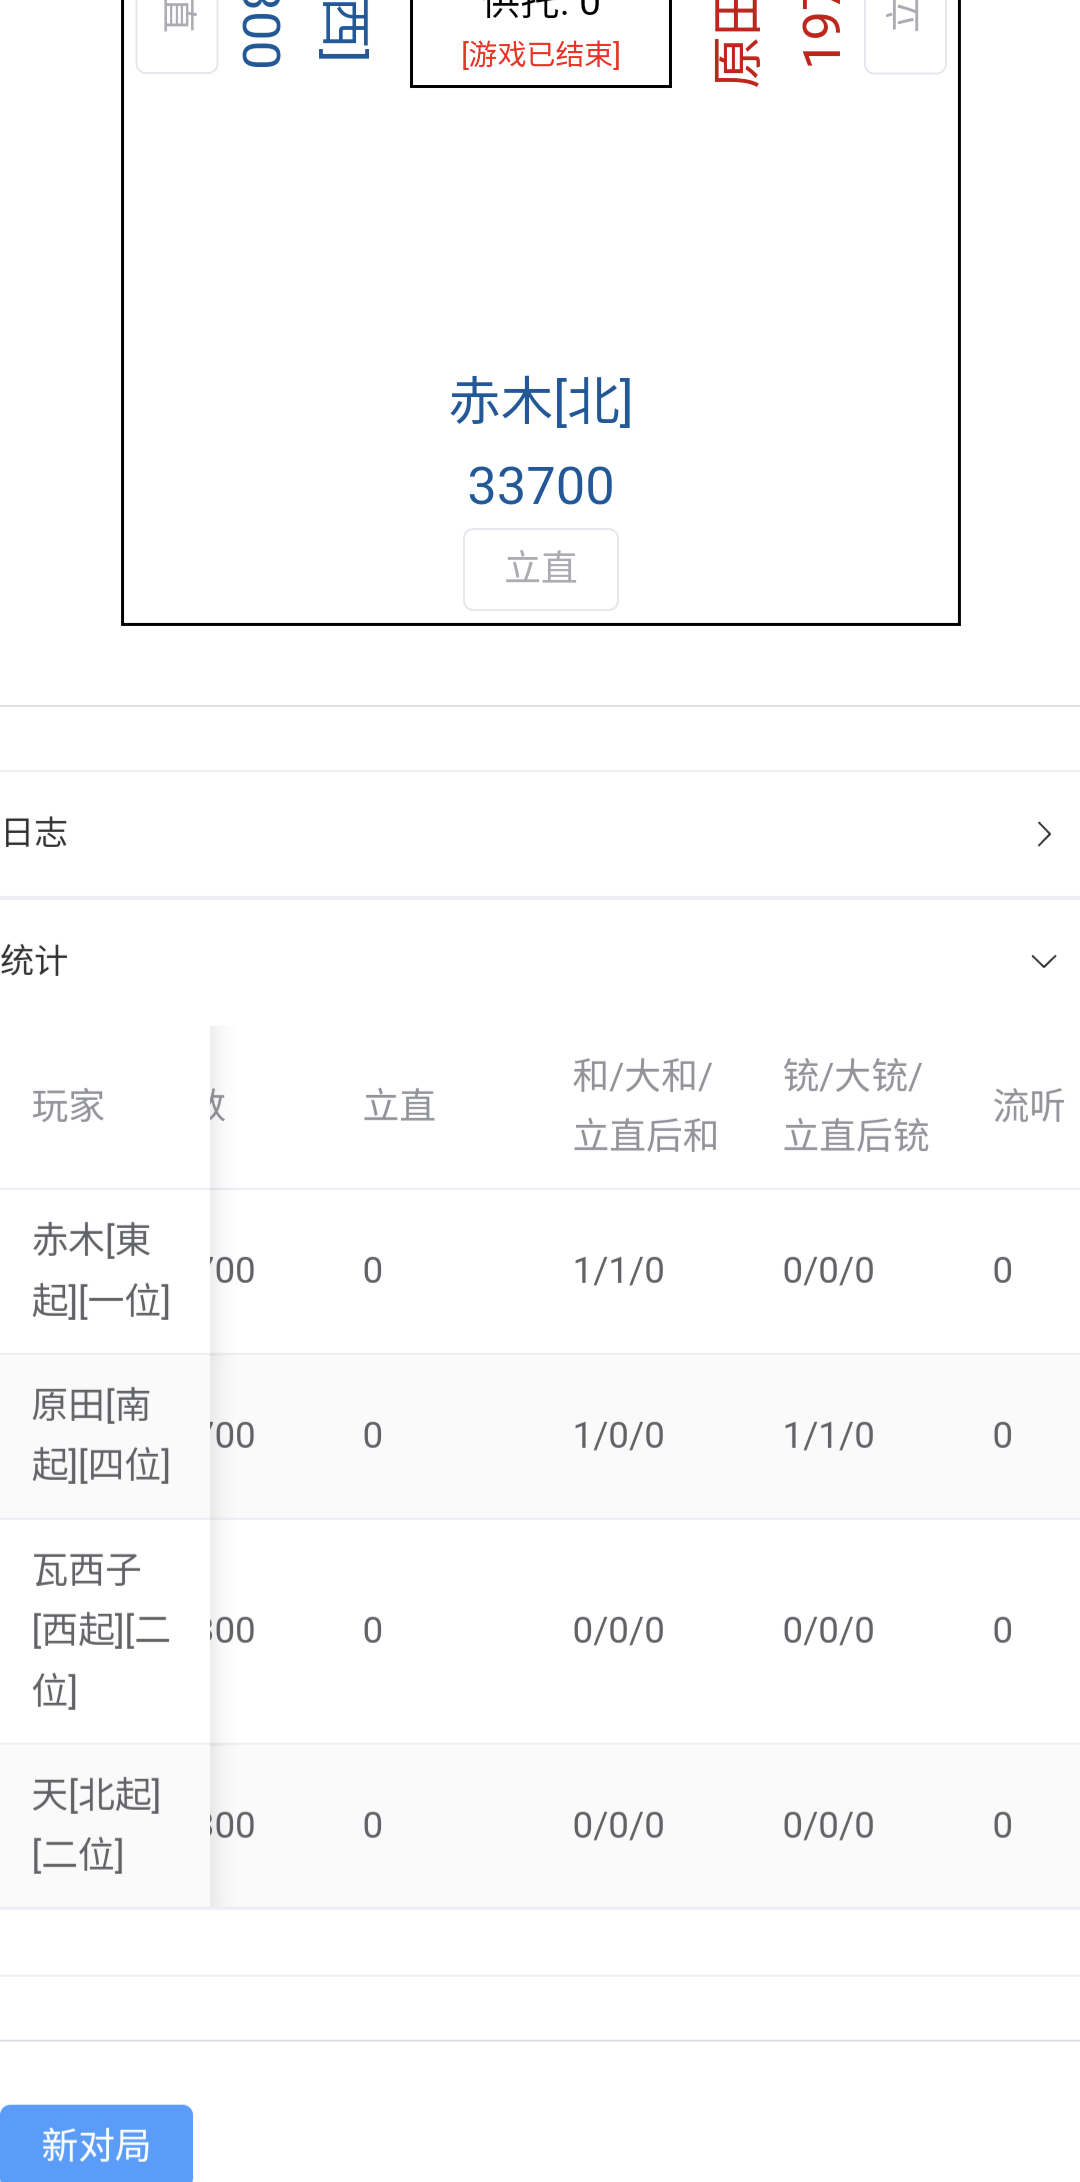 供托: 0
[游戏已结束]
800
西]
原田
197
直
立
赤木[北]
33700
立直
日志
统计
玩家
立直
和/大和/
立直后和
铳/大铳/
立直后铳
流听
赤木[東
起][一位]
00
0
1/1/0
0/0/0
0
原田[南
起][四位]
00
0
1/0/0
1/1/0
0
瓦西子
[西起][二
位]
00
0
0/0/0
0/0/0
0
天[北起]
[二位]
00
0
0/0/0
0/0/0
0
新对局